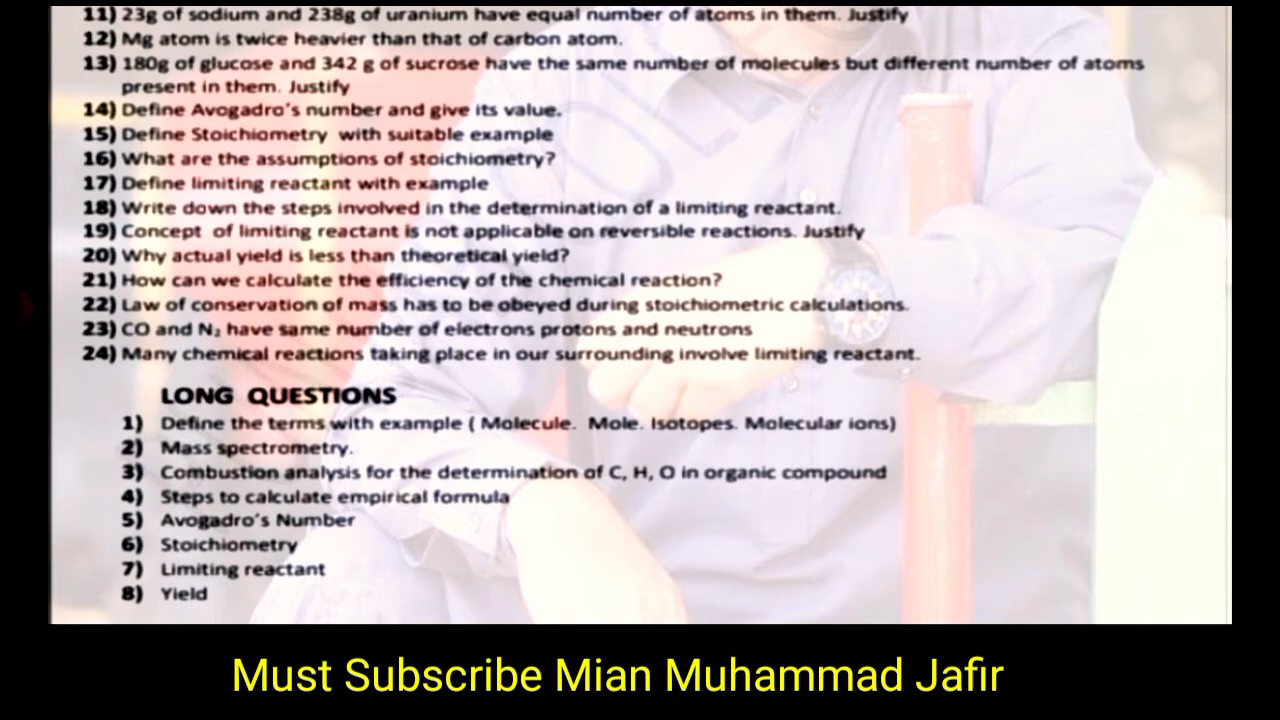 11) 23g of sodium and 238g of uranium have equal number of atoms in them. Justify
12) Mg atom is twice heavier than that of carbon atom.
13) 180g of glucose and 342 g of sucrose have the same number of molecules but different number of atoms
present in them. Justify
14) Define Avogadro's number and give its value.
15) Define Stoichiometry with suitable example
16) What are the assumptions of stoichiometry?
17) Define limiting reactant with example
18) Write down the steps involved in the determination of a limiting reactant.
19) Concept of limiting reactant is not applicable on reversible reactions. Justify
20) Why actual yield is less than theoretical yield?
21) How can we calculate the efficiency of the chemical reaction?
22) Law of conservation of mass has to be obeyed during stoichiometric calculations.
23) CO and N₂ have same number of electrons protons and neutrons
24) Many chemical reactions taking place in our surrounding involve limiting reactant.
LONG QUESTIONS
1) Define the terms with example ( Molecule. Mole. Isotopes. Molecular ions)
2) Mass spectrometry.
3) Combustion analysis for the determination of C, H, O in organic compound
4) Steps to calculate empirical formula
5) Avogadro's Number
6) Stoichiometry
7) Limiting reactant
8) Yield
Must Subscribe Mian Muhammad Jafir